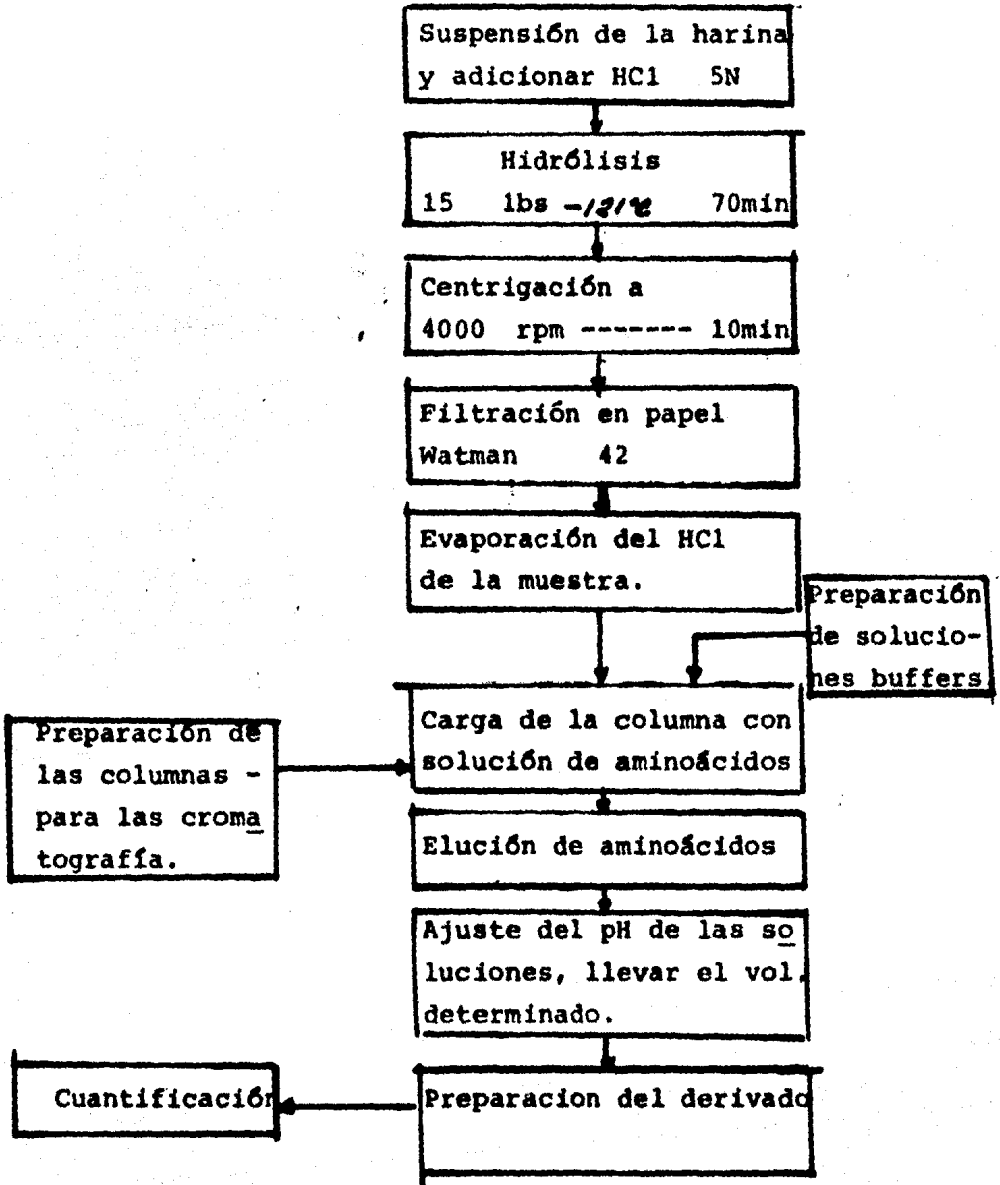 Suspensión de la harina
y adicionar HCl 5N
Hidrólisis
15 lbs -121°C 70min
Centrigación a
4000 rpm ------- 10min
Filtración en papel
Watman 42
Evaporación del HCl
de la muestra.
Preparación
de solucio-
nes buffers
Carga de la columna con
solución de aminoácidos
Preparación de
las columnas -
para las croma
tografía.
Elución de aminoácidos
Ajuste del pH de las so
luciones, llevar el vol.
determinado.
Preparacion del derivado
Cuantificación